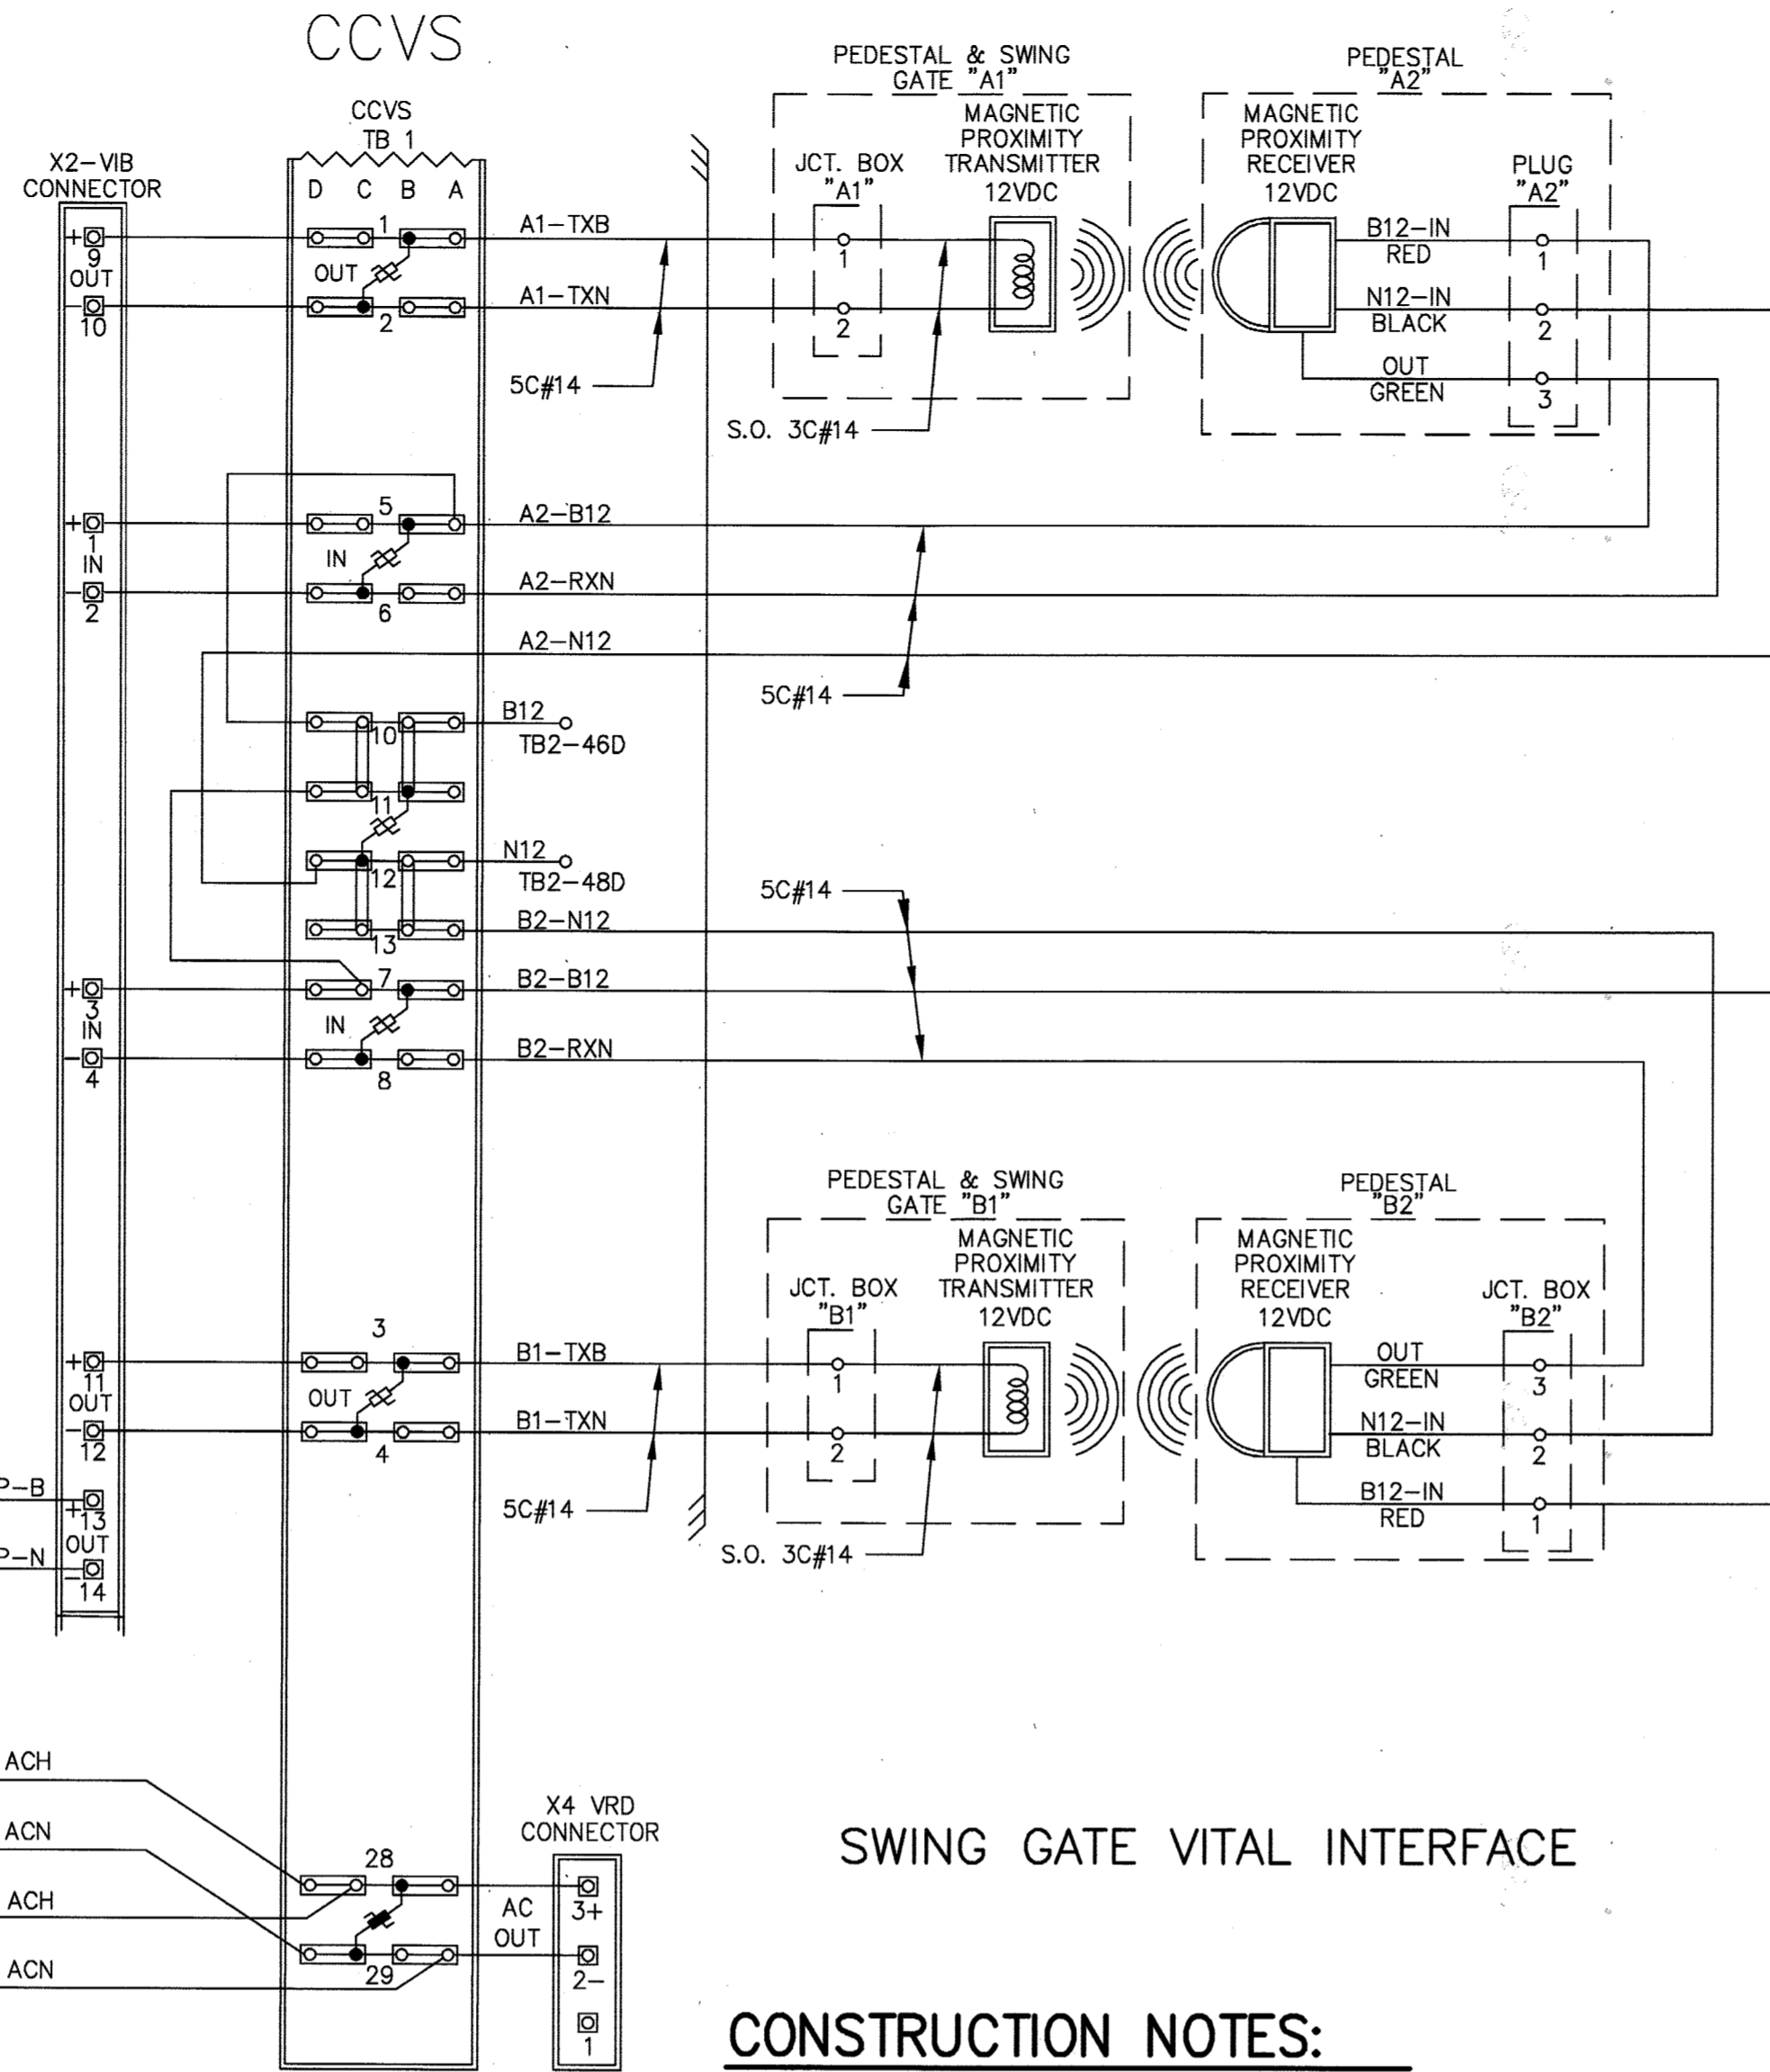 CCVS
PEDESTAL & SWING
GATE "A1"
PEDESTAL
"A2"
CCVS
TB 1
X2-VIB
CONNECTOR
D C B A
JCT. BOX
"A1"
MAGNETIC
PROXIMITY
TRANSMITTER
12VDC
MAGNETIC
PROXIMITY
RECEIVER
12VDC
PLUG
"A2"
+
9
OUT
-
10
1
OUT
2
A1-TXB
A1-TXN
1
2
B12-IN
RED
N12-IN
BLACK
OUT
GREEN
1
2
3
5C#14
S.O. 3C#14
+
1
IN
-
2
5
IN
6
A2-B12
A2-RXN
A2-N12
5C#14
10
B12
TB2-46D
11
12
N12
TB2-48D
5C#14
13
B2-N12
+
3
IN
-
4
7
IN
8
B2-B12
B2-RXN
PEDESTAL & SWING
GATE "B1"
PEDESTAL
"B2"
JCT. BOX
"B1"
MAGNETIC
PROXIMITY
TRANSMITTER
12VDC
MAGNETIC
PROXIMITY
RECEIVER
12VDC
JCT. BOX
"B2"
+
11
OUT
-
12
3
OUT
4
B1-TXB
B1-TXN
1
2
OUT
GREEN
N12-IN
BLACK
B12-IN
RED
3
2
1
5C#14
S.O. 3C#14
P-B
+
13
OUT
P-N
-
14
ACH
ACN
ACH
ACN
28
29
AC
OUT
X4 VRD
CONNECTOR
3+
2-
1
SWING GATE VITAL INTERFACE
CONSTRUCTION NOTES: